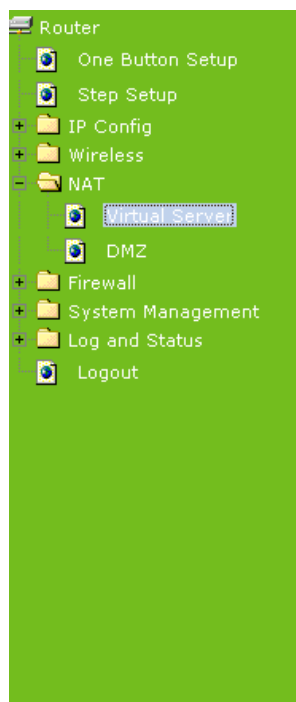 Router
One Button Setup
Step Setup
IP Config
Wireless
NAT
Virtual Server
DMZ
Firewall
System Management
Log and Status
Logout